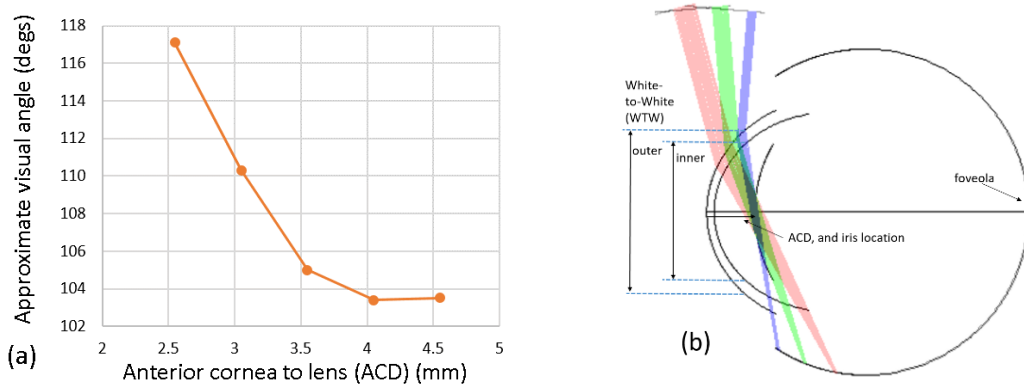 Approximate visual angle (degs)
118
116
114
112
110
108
106
104
102
2
2.5
3
3.5
4
4.5
5
Anterior cornea to lens (ACD) (mm)
(a)
White-
to-White
(WTW)
outer
inner
foveola
ACD, and iris location
(b)